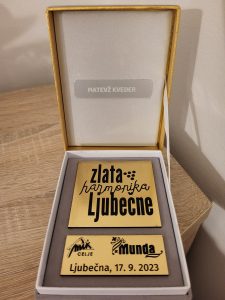 MATEVŽ KVEDER
zlata
harmonika
Ljubečne
CELJE
Munda
Ljubečna, 17. 9. 2023